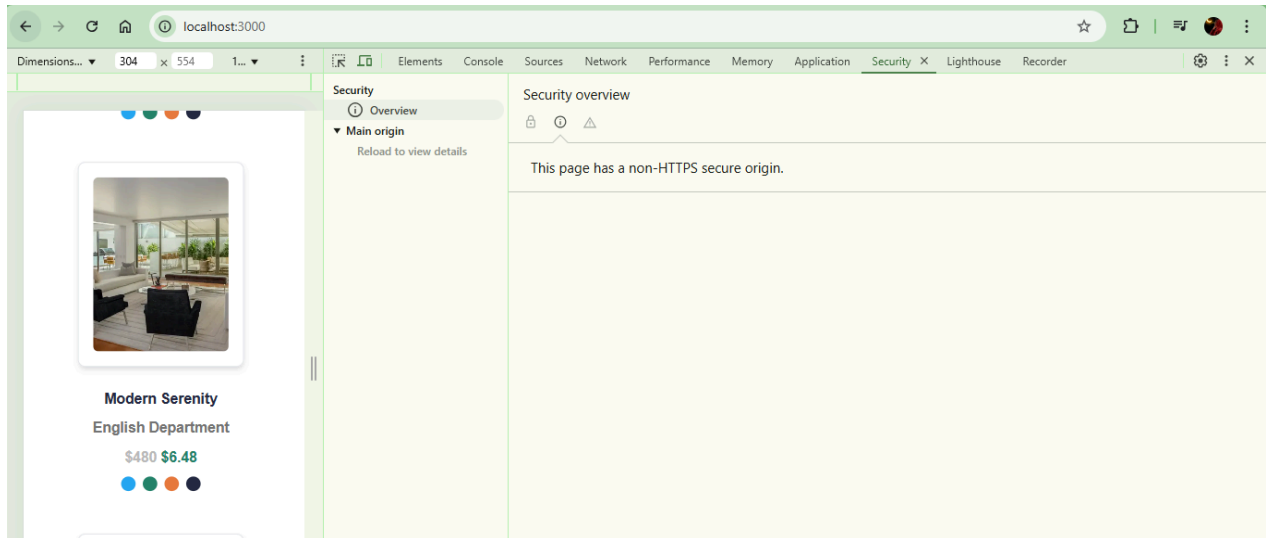 localhost:3000
Dimensions... ▼ 304 × 554 1... ▼
Elements Console Sources Network Performance Memory Application Security × Lighthouse Recorder
Security
Overview
▼ Main origin
Reload to view details
Security overview
This page has a non-HTTPS secure origin.
Modern Serenity
English Department
$480 $6.48